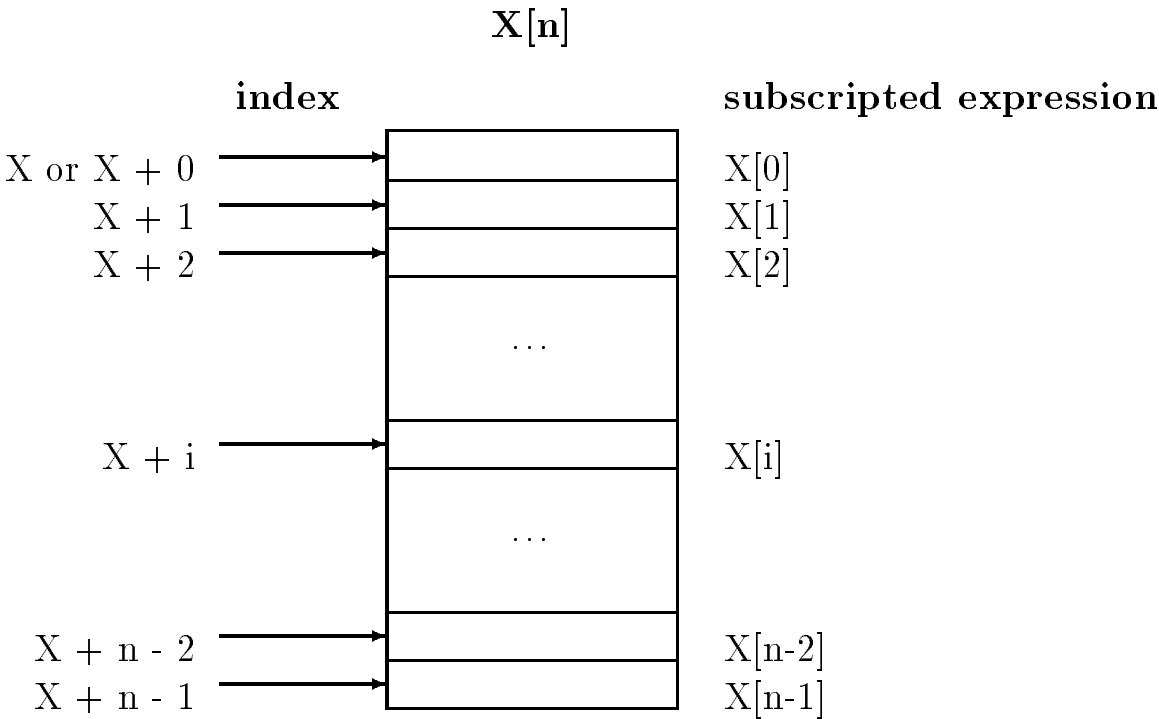 X[n]
index subscripted expression
X or X + 0 X[0]
X + 1 X[1]
X + 2 X[2]
...
X + i X[i]
...
X + n - 2 X[n-2]
X + n - 1 X[n-1]